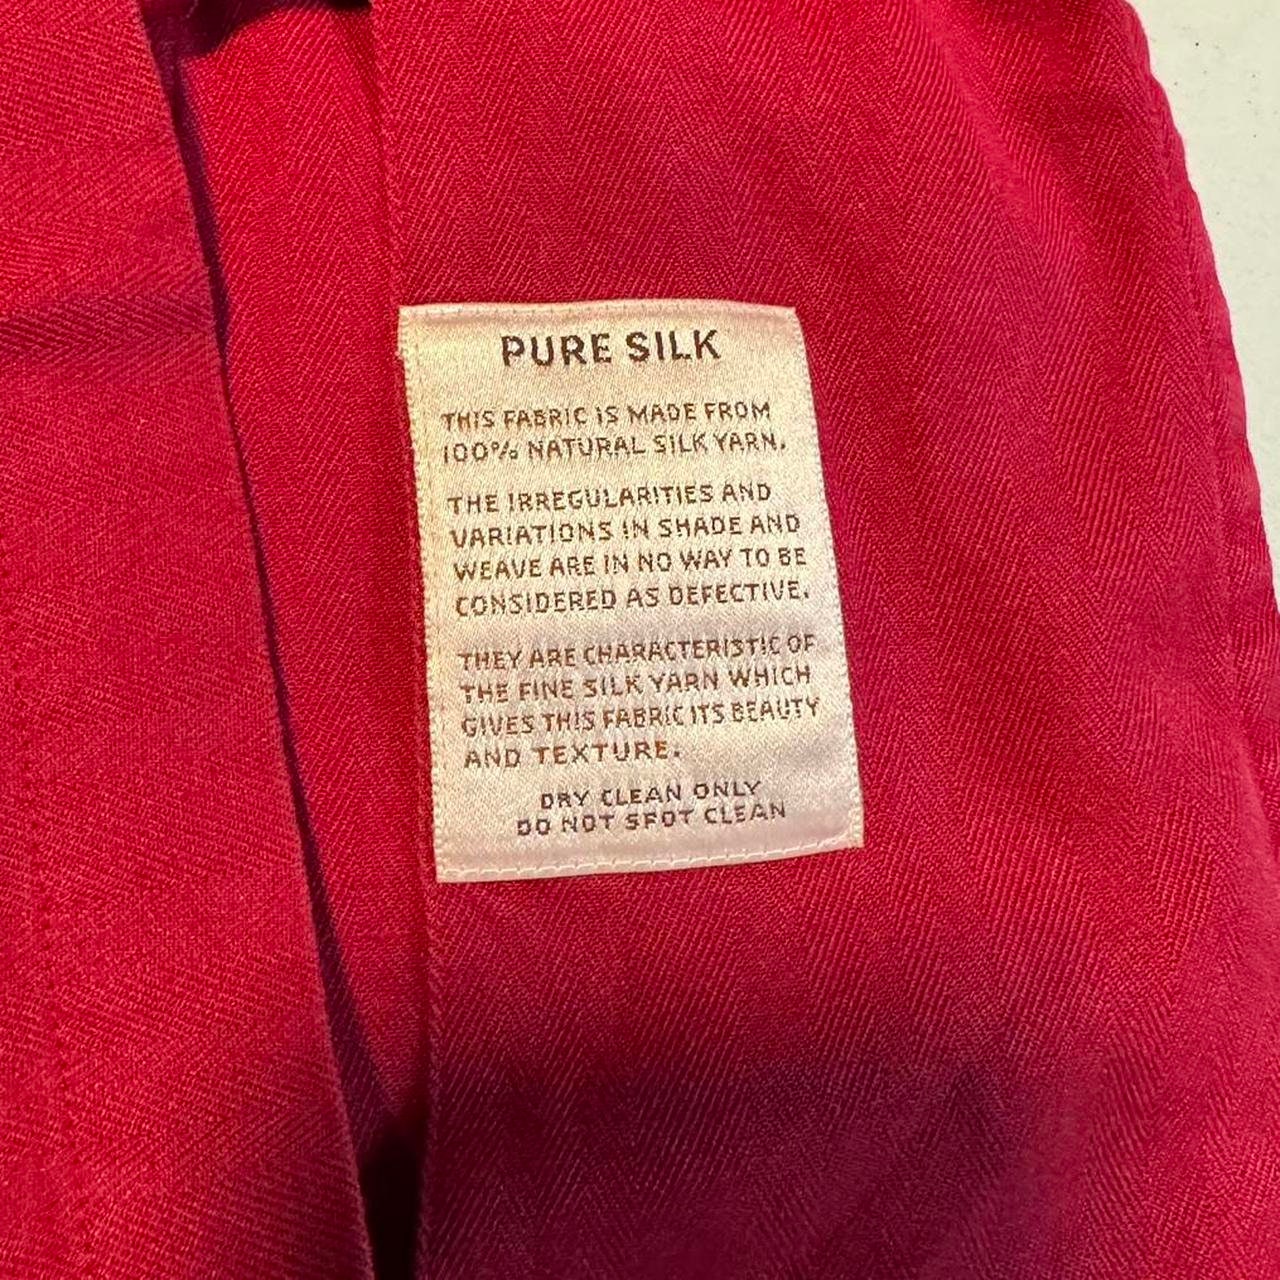 PURE SILK
THIS FABRIC IS MADE FROM
100% NATURAL SILK YARN.
THE IRREGULARITIES AND
VARIATIONS IN SHADE AND
WEAVE ARE IN NO WAY TO BE
CONSIDERED AS DEFECTIVE.
THEY ARE CHARACTERISTIC OF
THE FINE SILK YARN WHICH
GIVES THIS FABRIC ITS BEAUTY
AND TEXTURE.
DRY CLEAN ONLY
DO NOT SPOT CLEAN